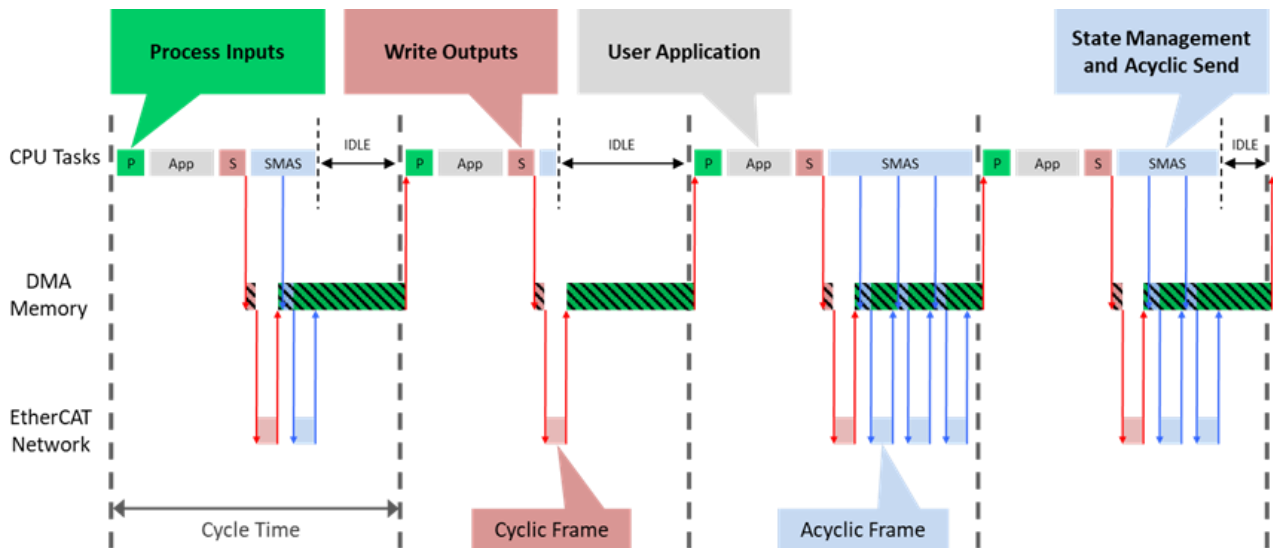 Process Inputs
Write Outputs
User Application
State Management
and Acyclic Send
CPU Tasks
P
App
S
SMAS
IDLE
P
App
S
IDLE
P
App
S
SMAS
P
App
S
SMAS
IDLE
DMA
Memory
EtherCAT
Network
Cycle Time
Cyclic Frame
Acyclic Frame